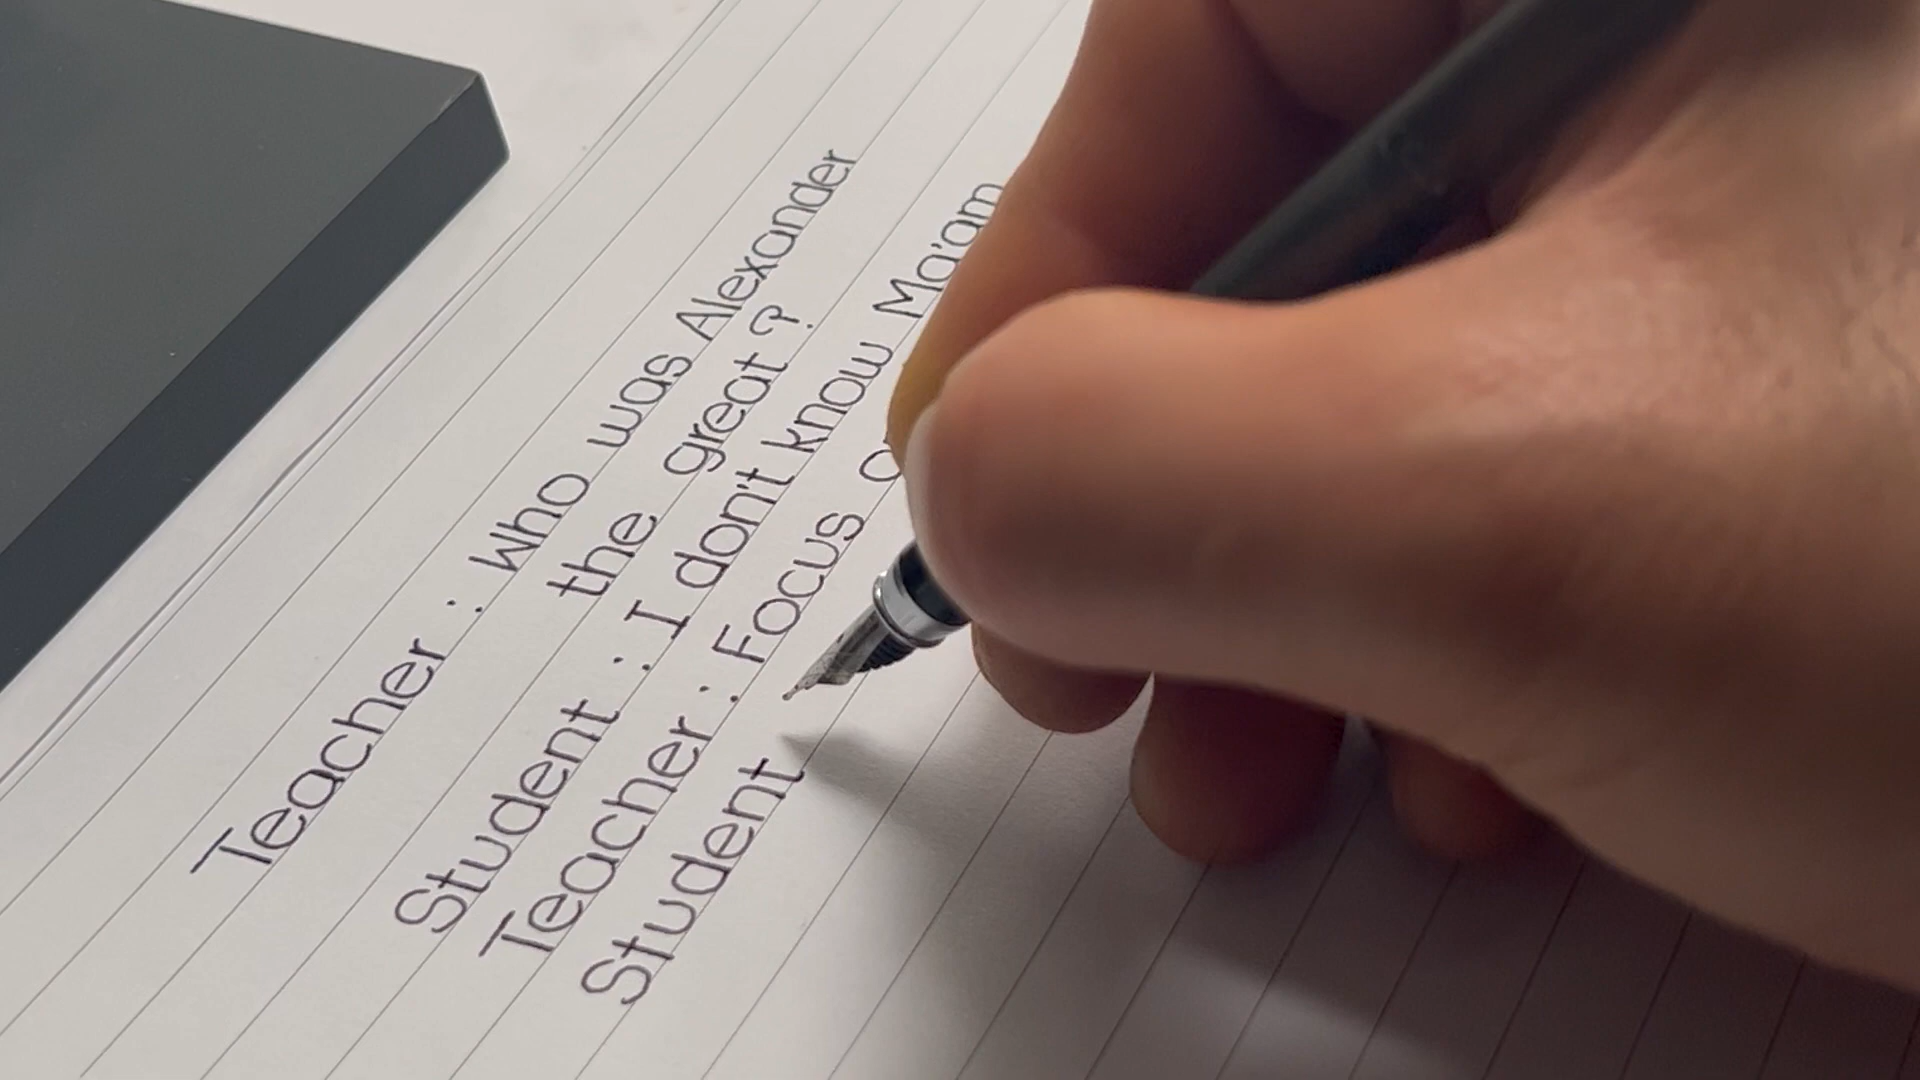 Teacher : Who was Alexander
the great ?
Student : I don't know Ma'am
Teacher : Focus
Student